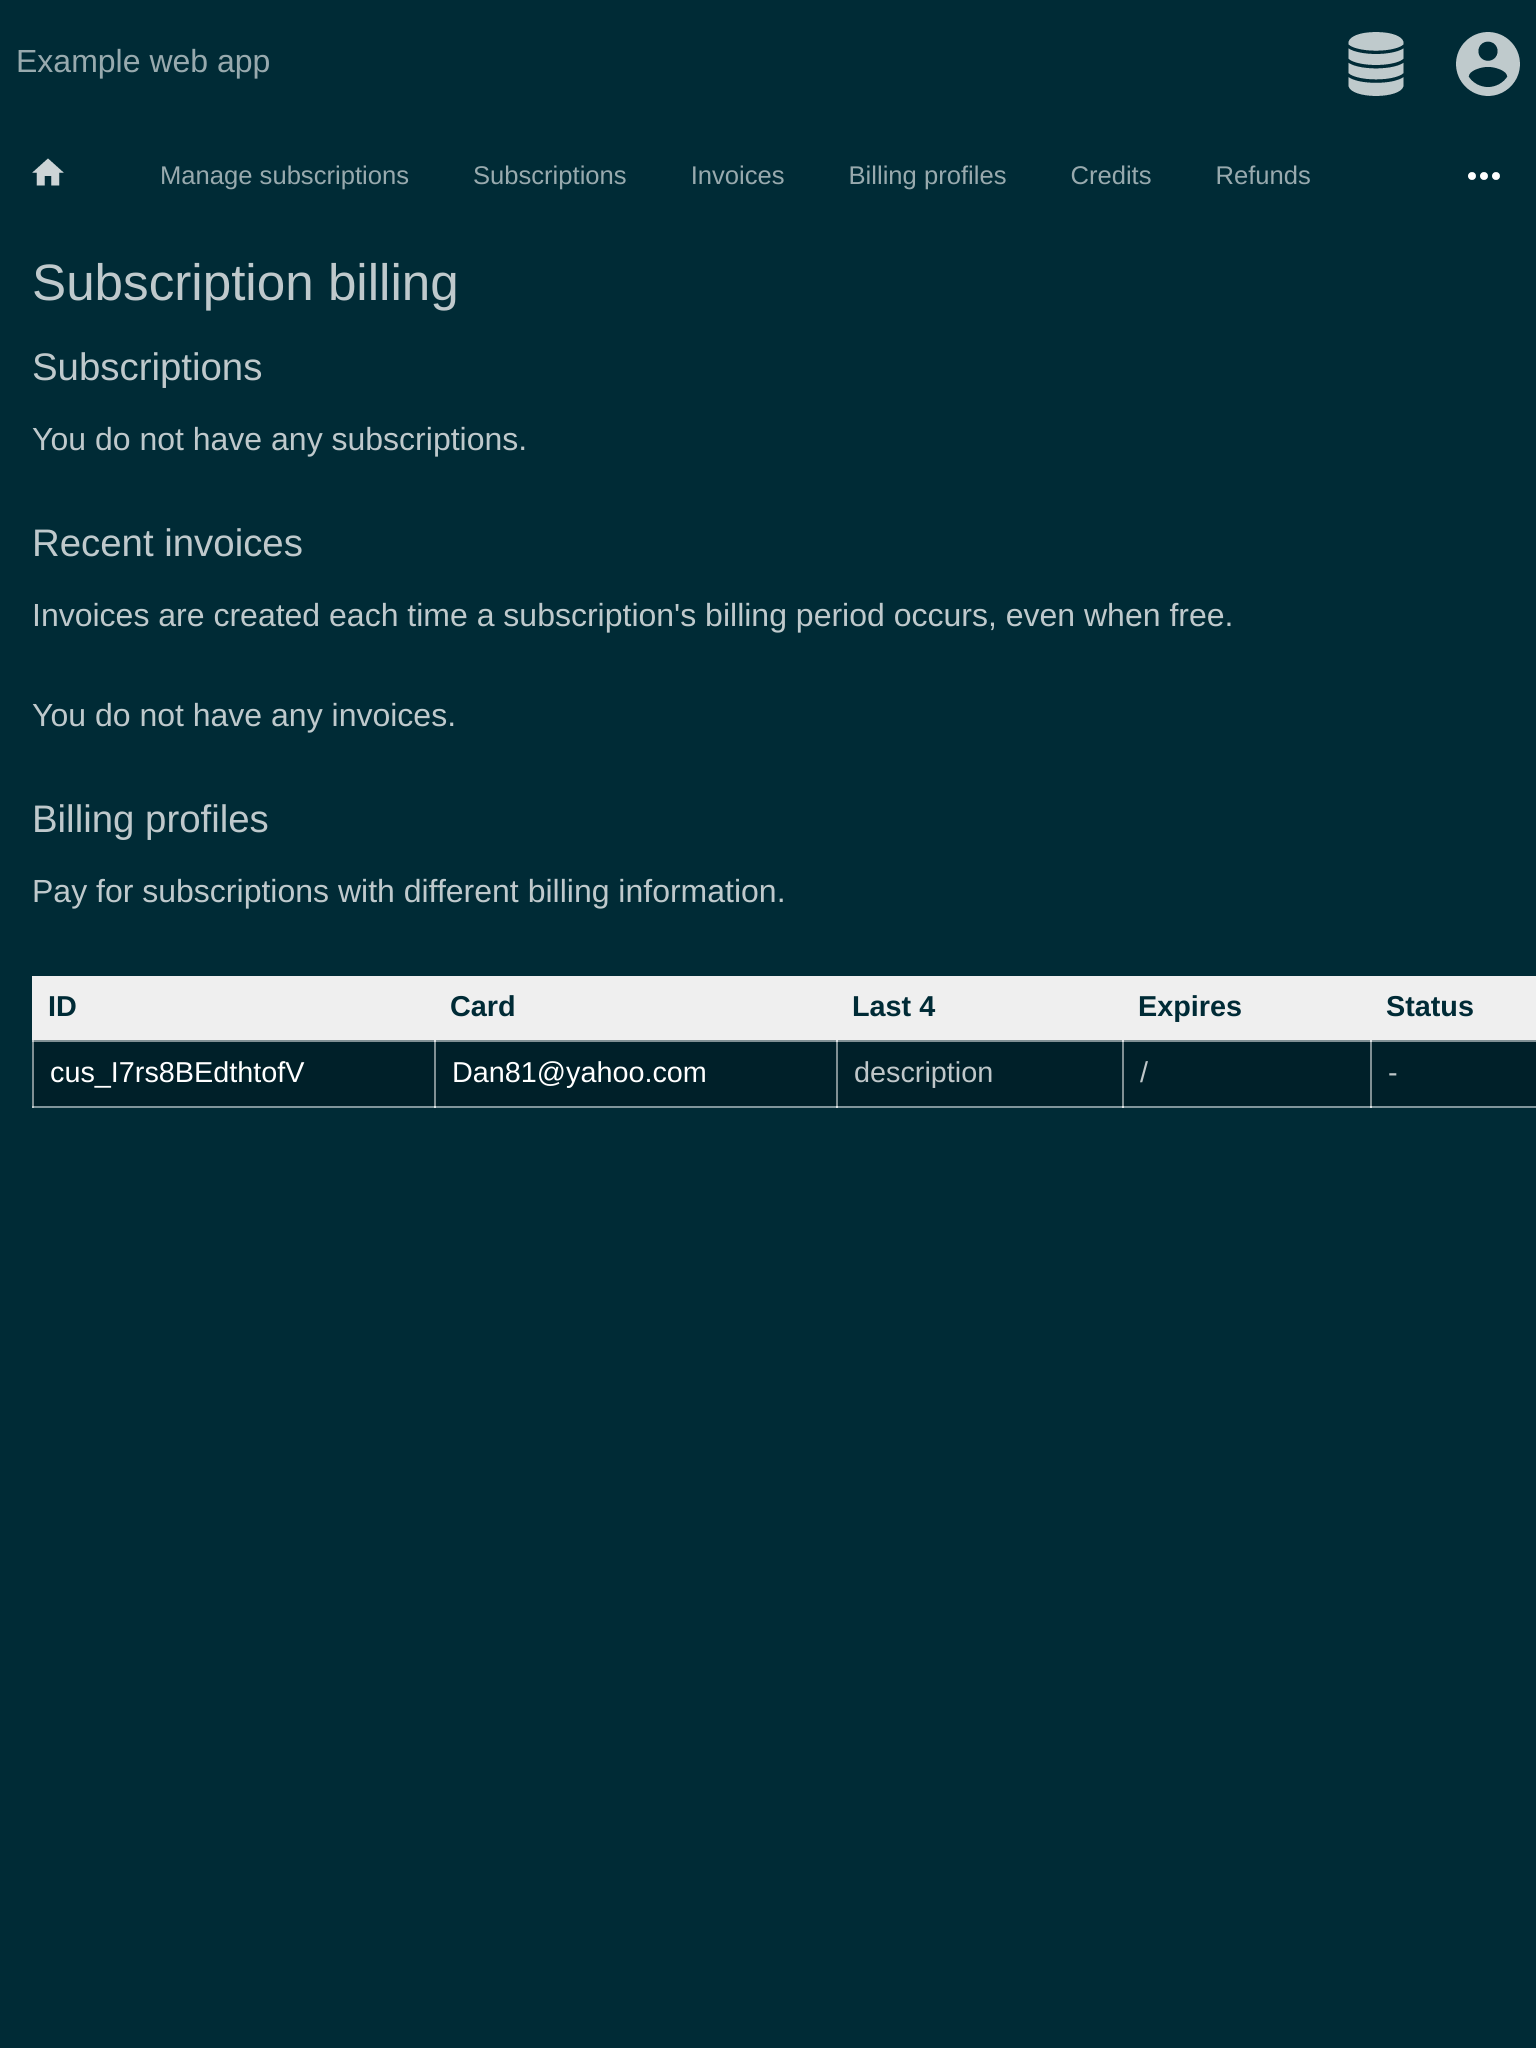 Example web app
Manage subscriptions Subscriptions Invoices Billing profiles Credits Refunds
Subscription billing
Subscriptions
You do not have any subscriptions.
Recent invoices
Invoices are created each time a subscription's billing period occurs, even when free.
You do not have any invoices.
Billing profiles
Pay for subscriptions with different billing information.
ID Card Last 4 Expires Status
cus_I7rs8BEdthtofV Dan81@yahoo.com description / -